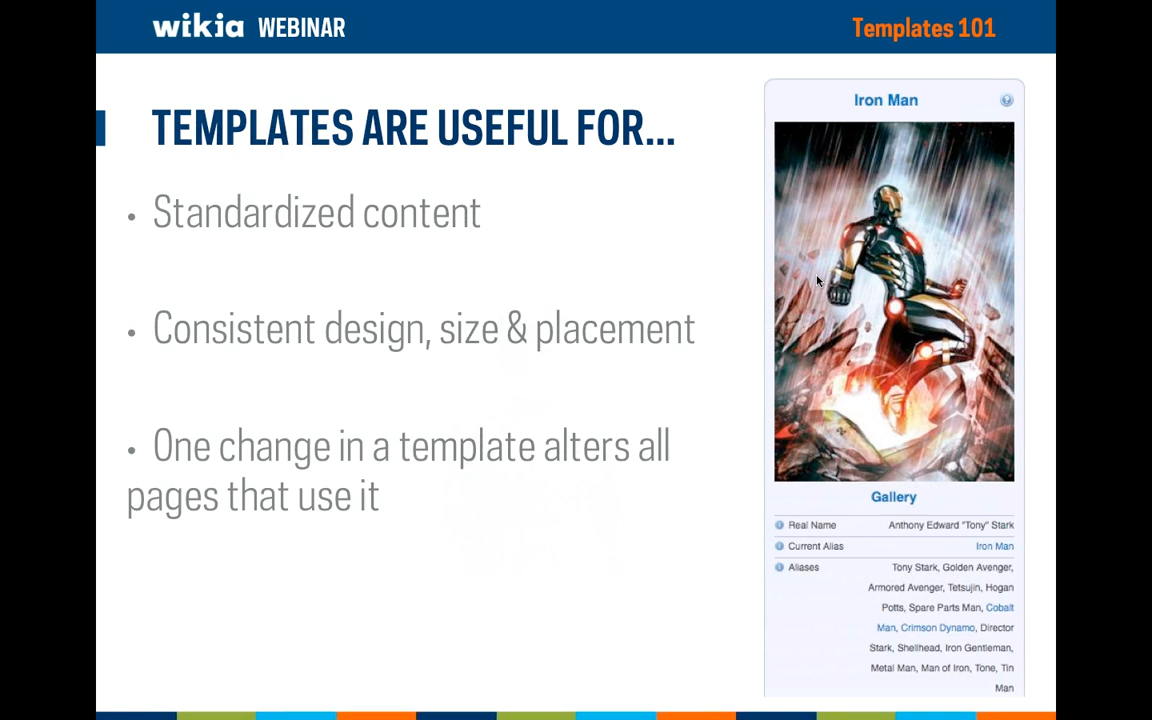 wikia WEBINAR
Templates 101
TEMPLATES ARE USEFUL FOR...
• Standardized content
• Consistent design, size & placement
• One change in a template alters all
pages that use it
Iron Man
Gallery
Real Name Anthony Edward "Tony" Stark
Current Alias Iron Man
Aliases Tony Stark, Golden Avenger,
Armored Avenger, Tetsujin, Hogan
Potts, Spare Parts Man, Cobalt
Man, Crimson Dynamo, Director
Stark, Shellhead, Iron Gentleman,
Metal Man, Man of Iron, Tone, Tin
Man